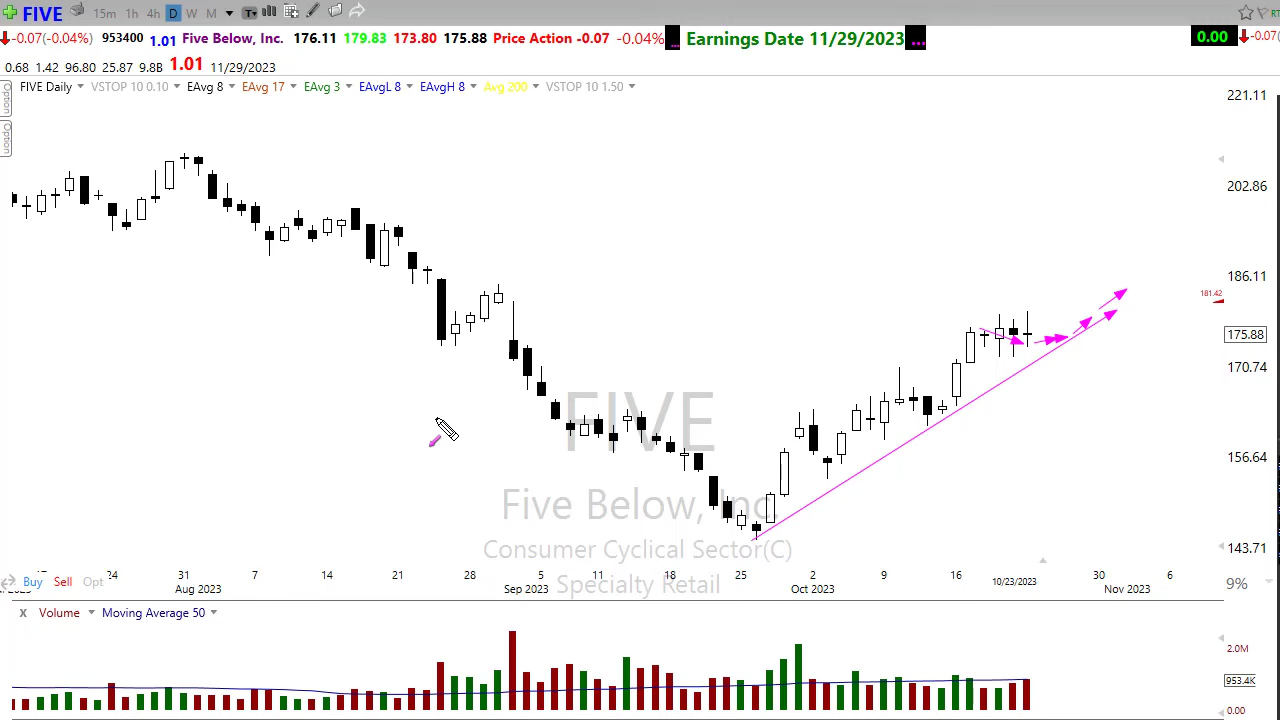 FIVE 15m 1h 4h D W M T RT
-0.07(-0.04%) 953400 1.01 Five Below, Inc. 176.11 179.83 173.80 175.88 Price Action -0.07 -0.04% ... Earnings Date 11/29/2023 ... 0.00 -0.07(
0.68 1.42 96.80 25.87 9.8B 1.01 11/29/2023
FIVE Daily VSTOP 10 0.10 EAvg 8 EAvg 17 EAvg 3 EAvgL 8 EAvgH 8 Avg 200 VSTOP 10 1.50
Option
Option
221.11
202.86
186.11
181.42
175.88
170.74
156.64
143.71
FIVE
Five Below, Inc.
Consumer Cyclical Sector(C)
Specialty Retail
Buy Sell Opt
24 31 7 14 21 28 5 11 18 25 2 9 16 10/23/2023 30 6 9%
Aug 2023 Sep 2023 Oct 2023 Nov 2023
X Volume Moving Average 50
2.0M
953.4K
0.00